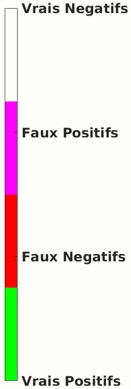 Vrais Negatifs
Faux Positifs
Faux Negatifs
Vrais Positifs